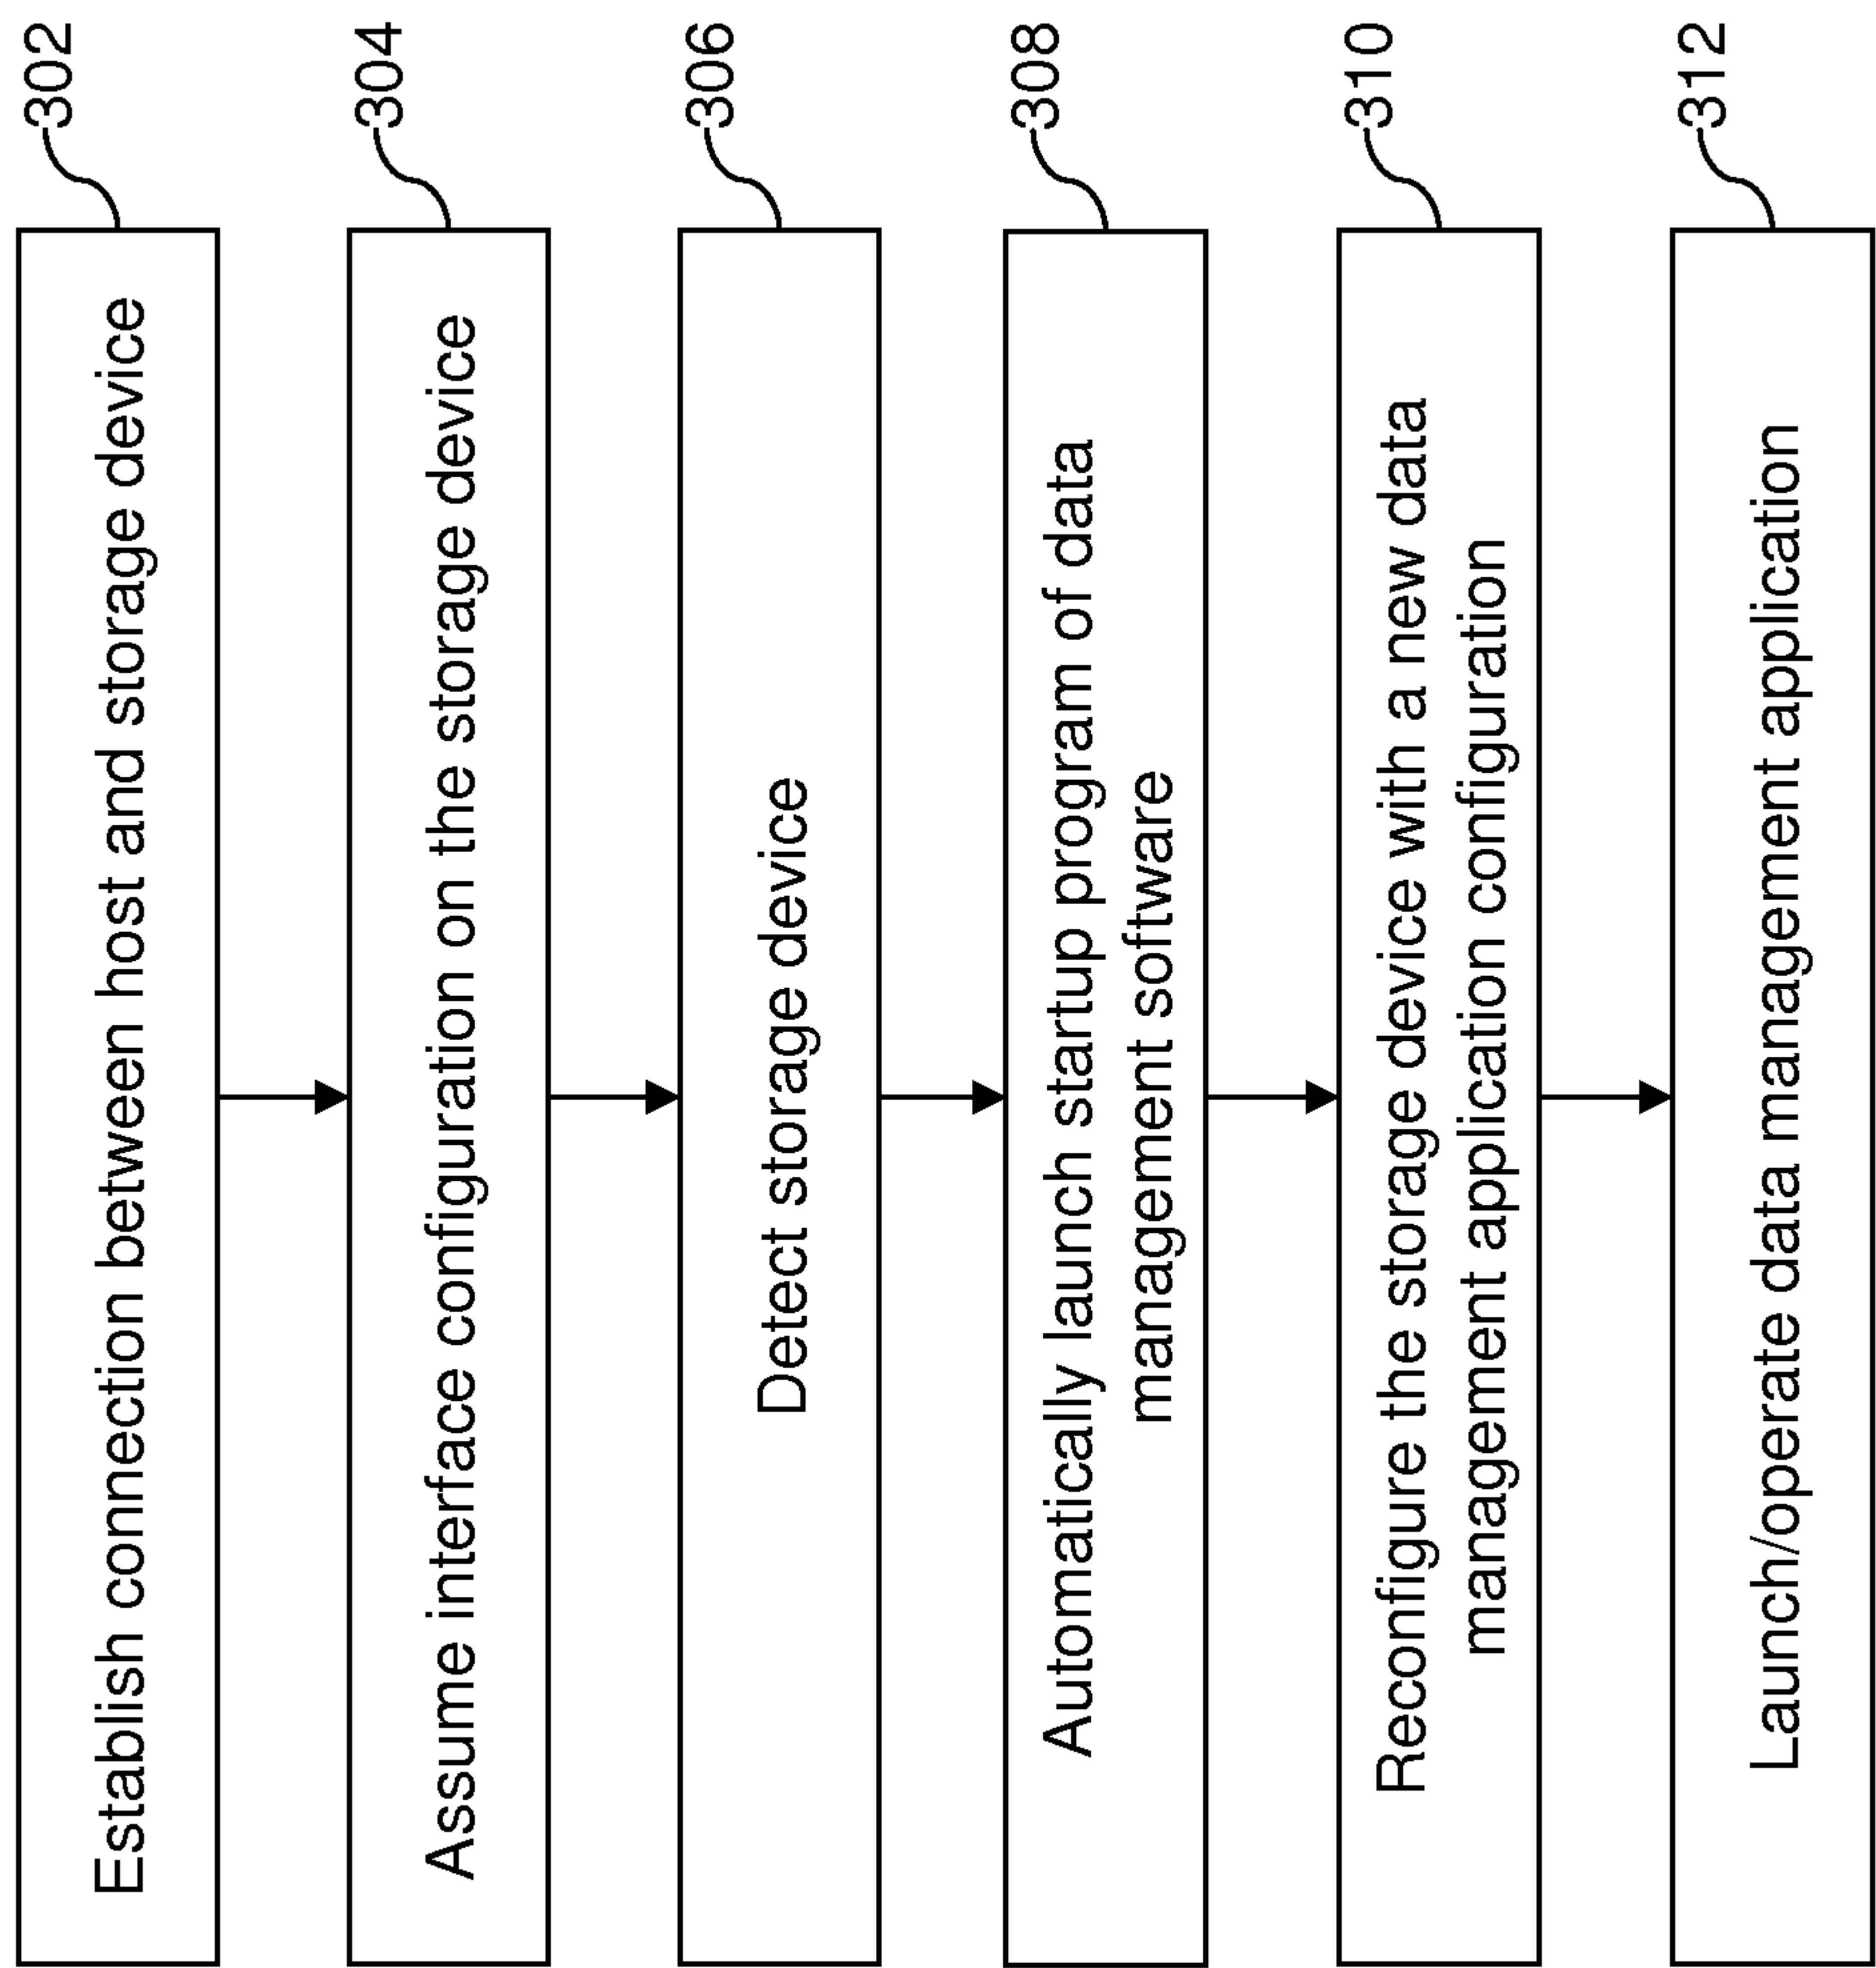 Establish connection between host and storage device
302
Assume interface configuration on the storage device
304
Detect storage device
306
Automatically launch startup program of data
management software
308
Reconfigure the storage device with a new data
management application configuration
310
Launch/operate data management application
312